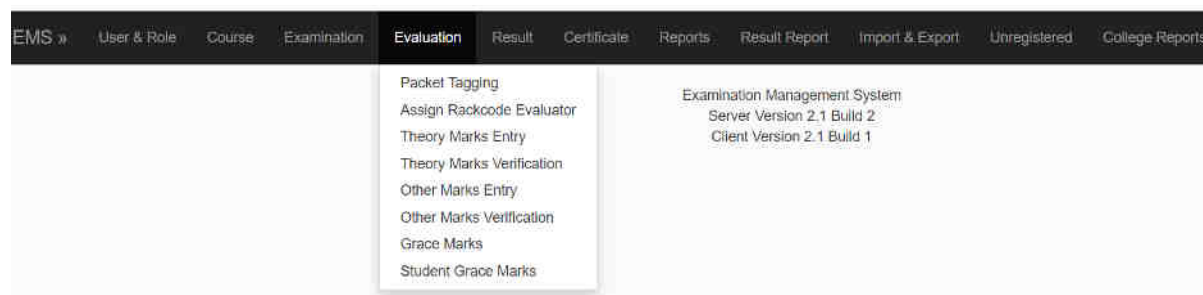 EMS » User & Role Course Examination Evaluation Result Certificate Reports Result Report Import & Export Unregistered College Reports
Packet Tagging
Assign Rackcode Evaluator
Theory Marks Entry
Theory Marks Verification
Other Marks Entry
Other Marks Verification
Grace Marks
Student Grace Marks
Examination Management System
Server Version 2.1 Build 2
Client Version 2.1 Build 1